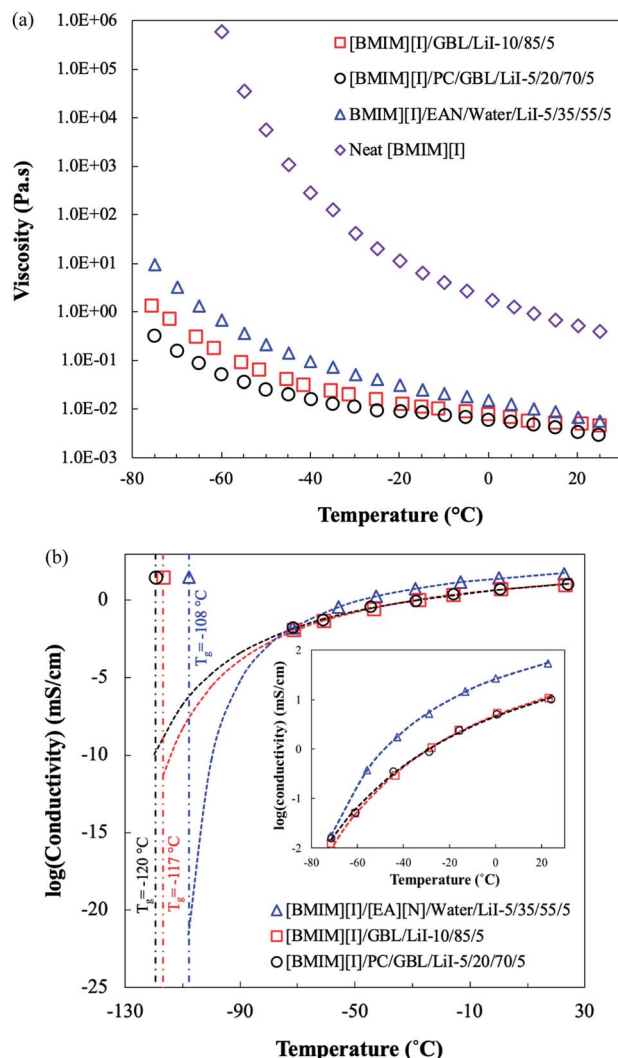 (a)
1.0E+06
1.0E+05
1.0E+04
1.0E+03
1.0E+02
1.0E+01
1.0E+00
1.0E-01
1.0E-02
1.0E-03
Viscosity (Pa.s)
[BMIM][I]/GBL/LiI-10/85/5
[BMIM][I]/PC/GBL/LiI-5/20/70/5
BMIM][I]/EAN/Water/LiI-5/35/55/5
Neat [BMIM][I]
-80 -60 -40 -20 0 20
Temperature (°C)
(b)
0
-5
-10
-15
-20
-25
log(Conductivity) (mS/cm)
Tg= -120 °C
Tg= -117 °C
Tg= -108 °C
2
1
0
-1
-2
log(conductivity) (mS/cm)
-80 -60 -40 -20 0 20
Temperature (˚C)
[BMIM][I]/[EA][N]/Water/LiI-5/35/55/5
[BMIM][I]/GBL/LiI-10/85/5
[BMIM][I]/PC/GBL/LiI-5/20/70/5
-130 -90 -50 -10 30
Temperature (˚C)